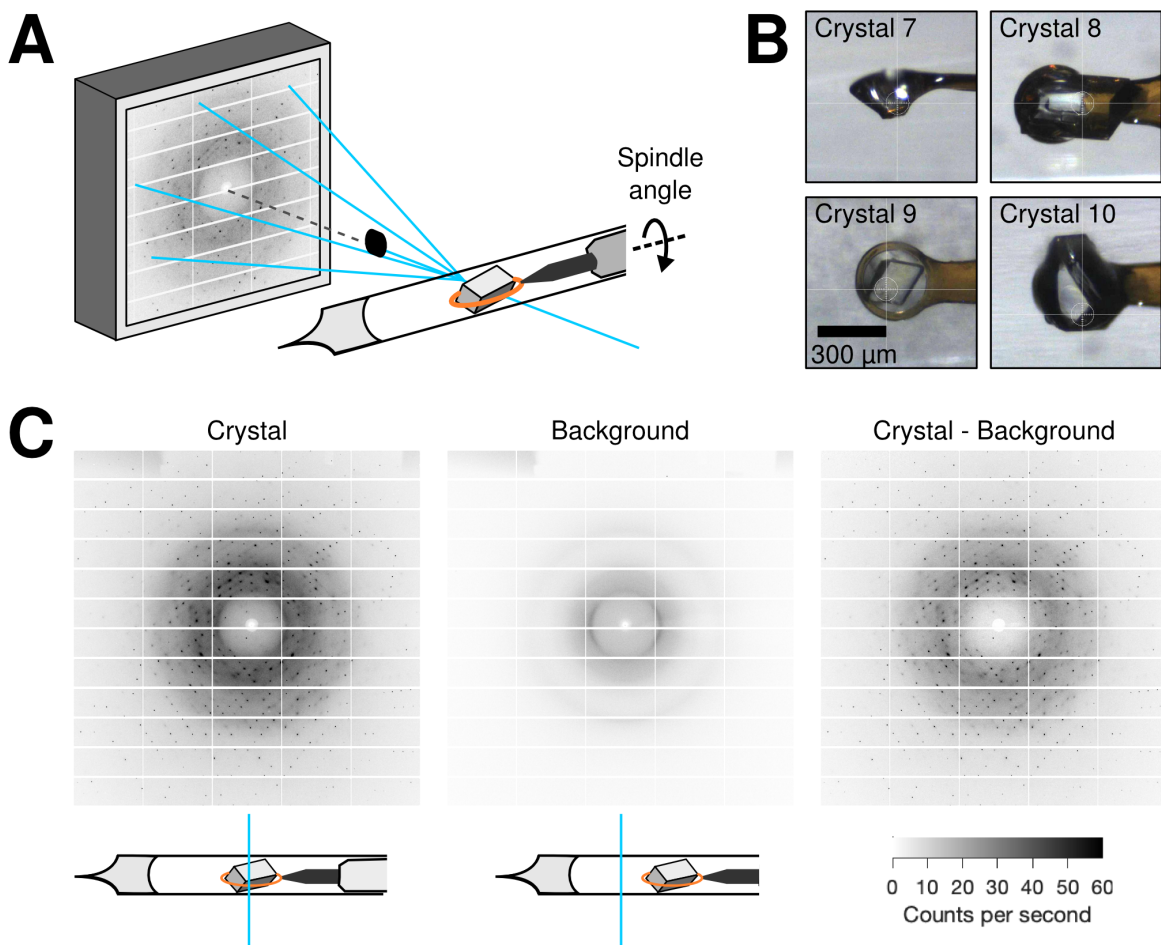 A
Spindle
angle
B
Crystal 7
Crystal 8
Crystal 9
Crystal 10
300 µm
C
Crystal
Background
Crystal - Background
0 10 20 30 40 50 60
Counts per second